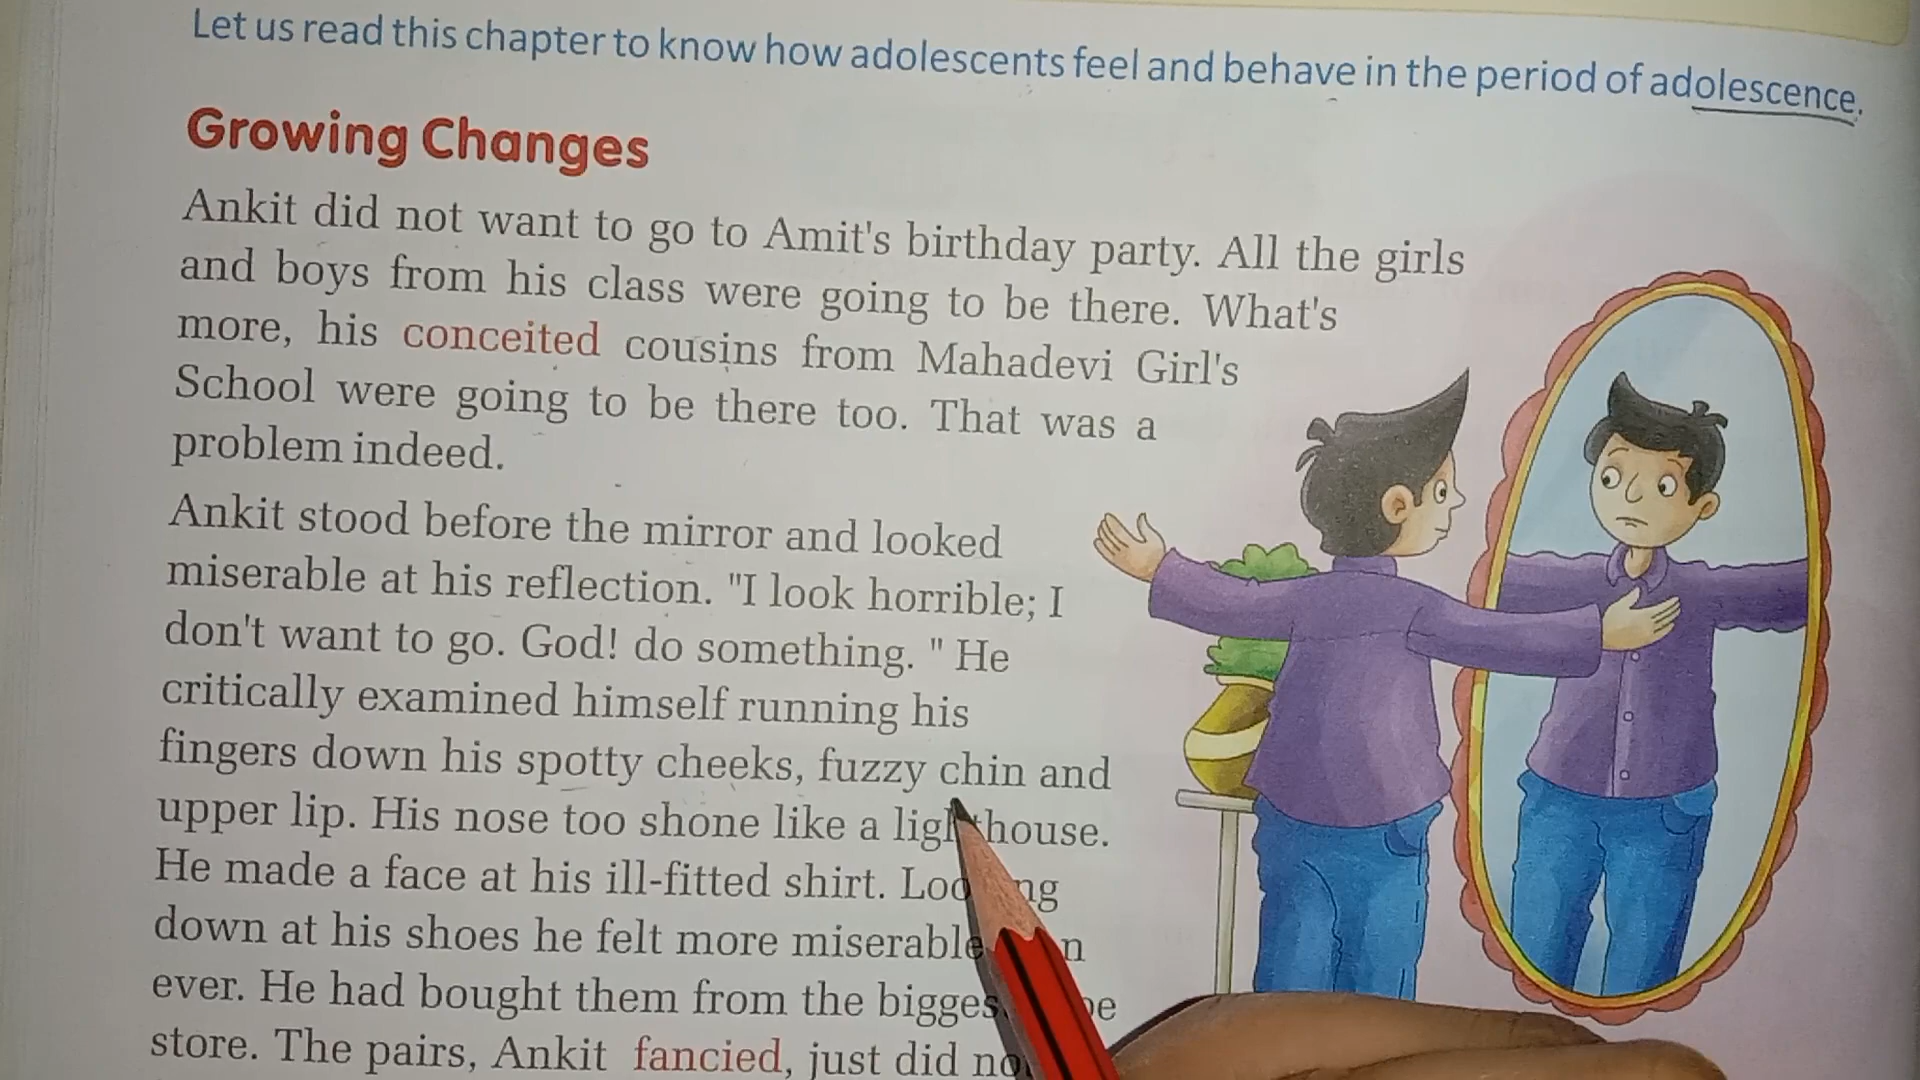 Let us read this chapter to know how adolescents feel and behave in the period of adolescence.
Growing Changes
Ankit did not want to go to Amit's birthday party. All the girls
and boys from his class were going to be there. What's
more, his conceited cousins from Mahadevi Girl's
School were going to be there too. That was a
problem indeed.
Ankit stood before the mirror and looked
miserable at his reflection. "I look horrible; I
don't want to go. God! do something. " He
critically examined himself running his
fingers down his spotty cheeks, fuzzy chin and
upper lip. His nose too shone like a lighthouse.
He made a face at his ill-fitted shirt. Looking
down at his shoes he felt more miserable
ever. He had bought them from the
store. The pairs, Ankit fancied, just did